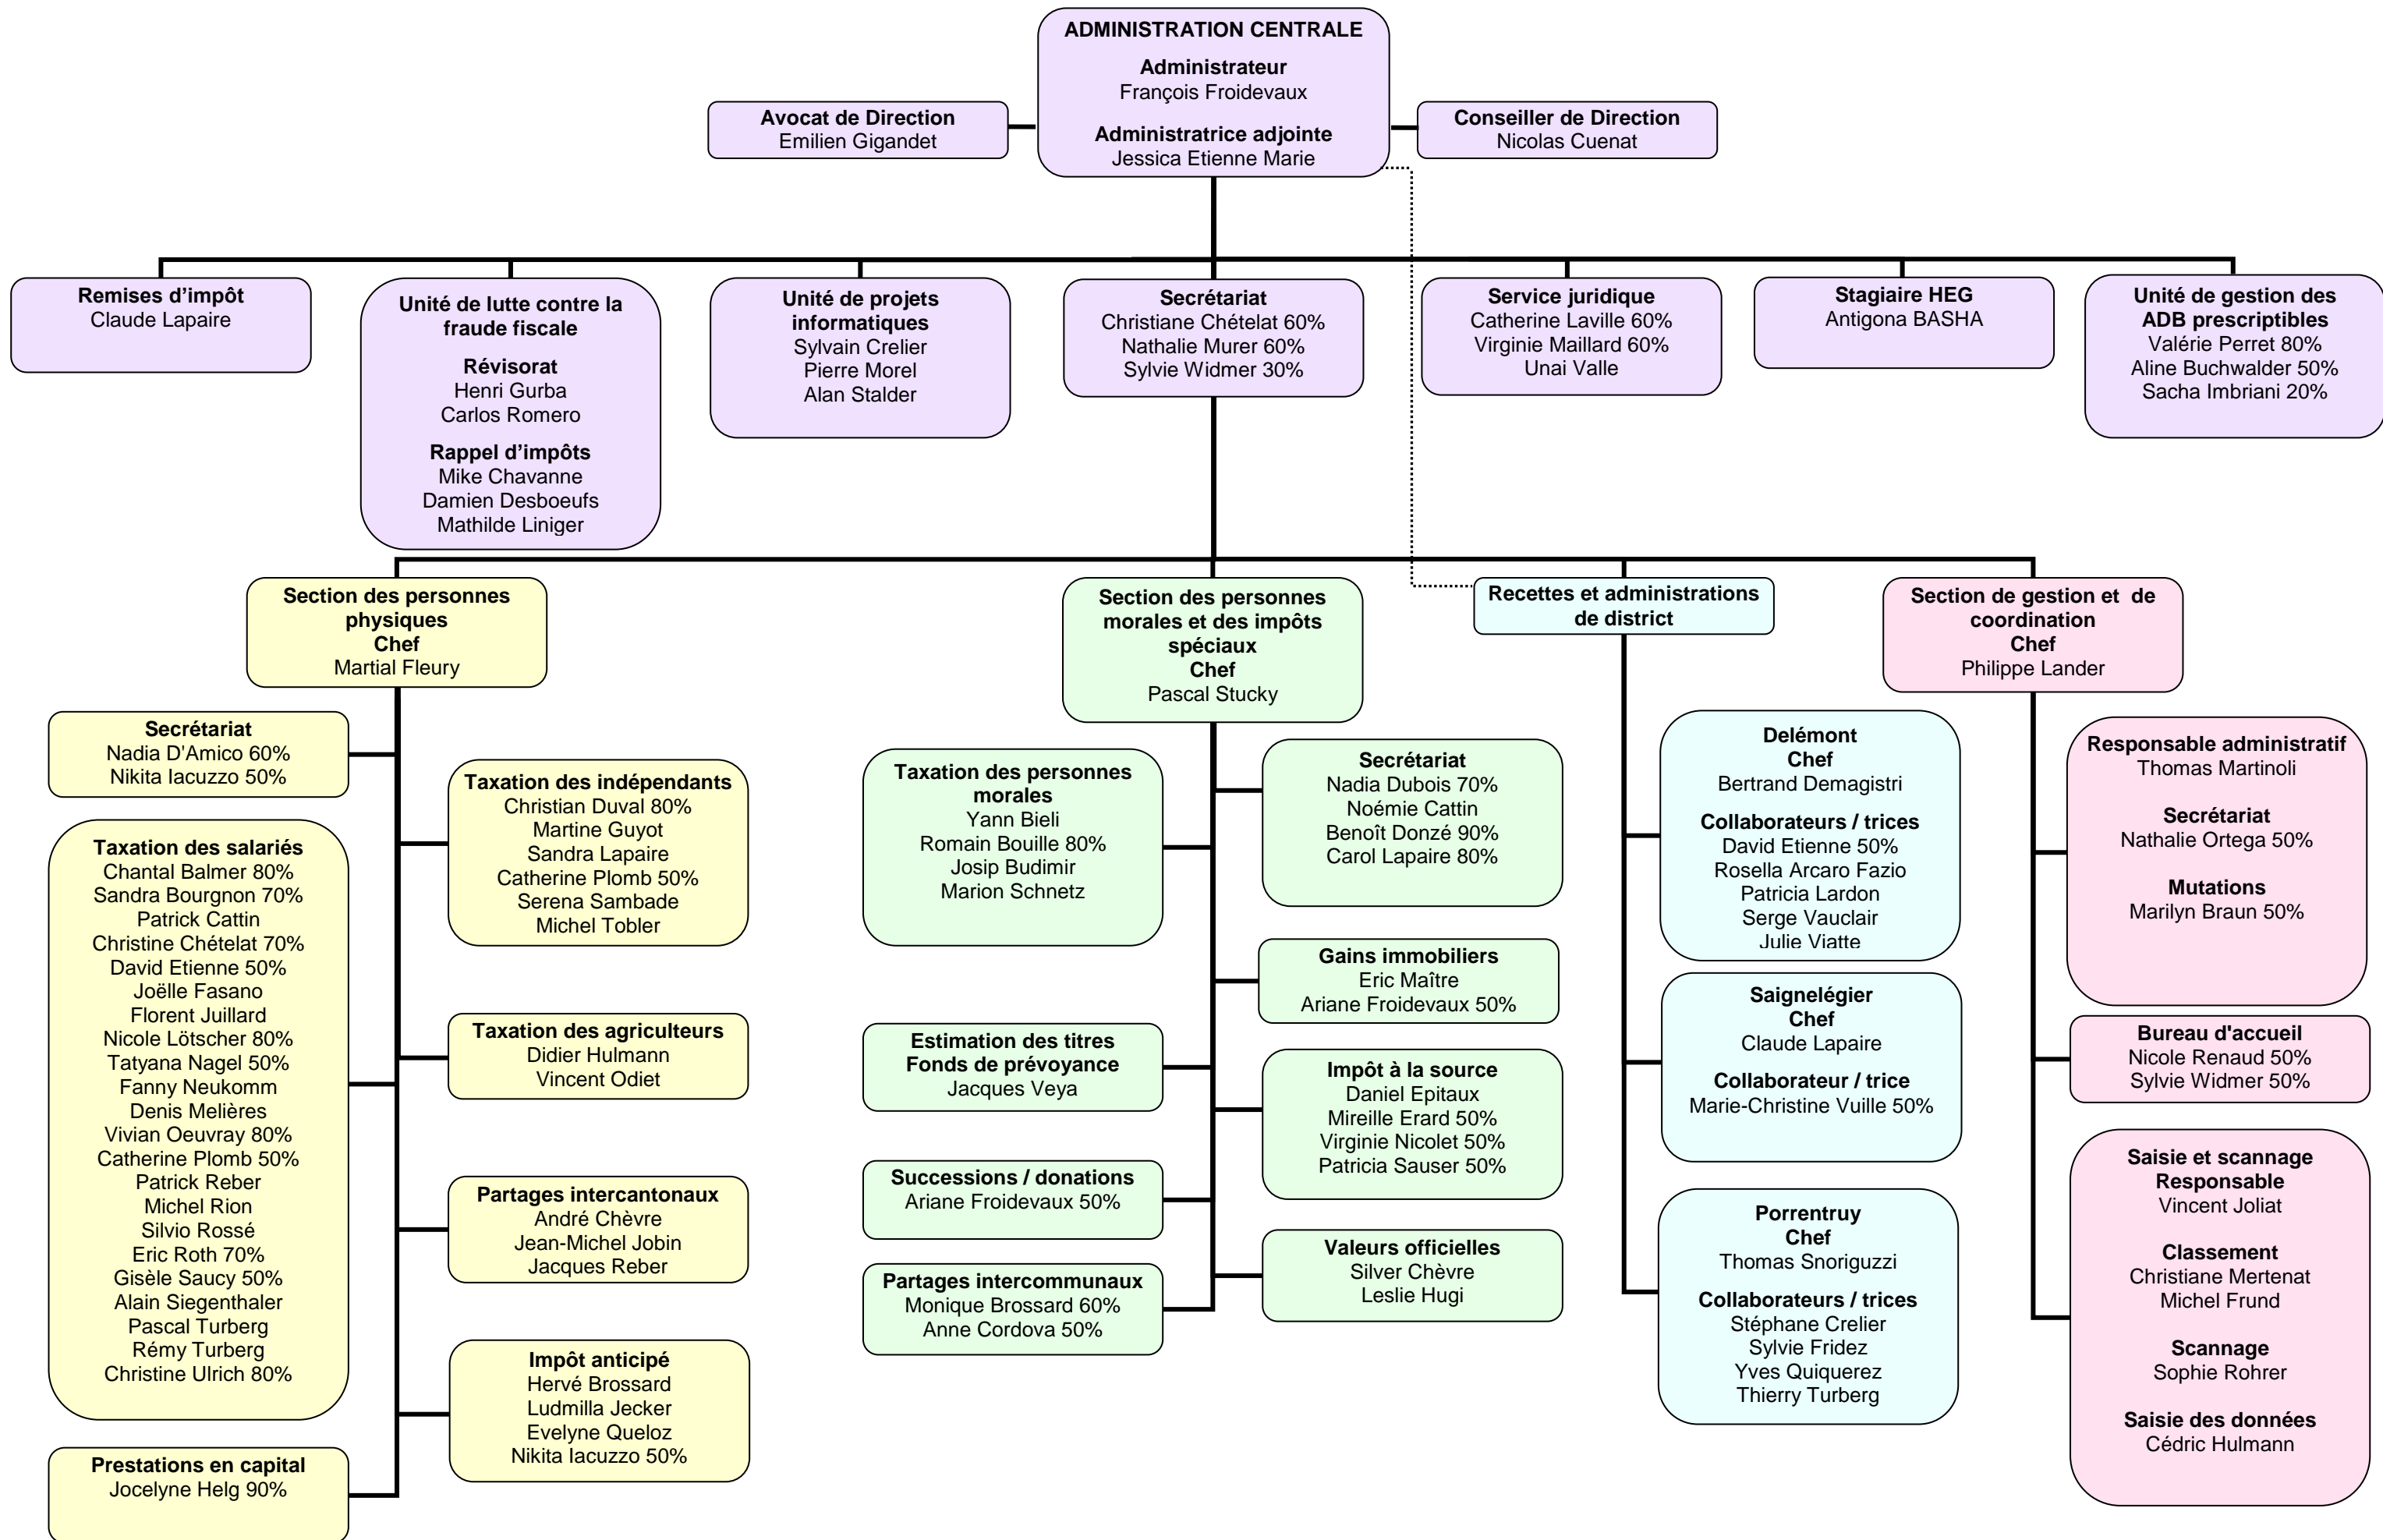 ADMINISTRATION CENTRALE
Administrateur
François Froidevaux
Administratrice adjointe
Jessica Etienne Marie
Avocat de Direction
Emilien Gigandet
Conseiller de Direction
Nicolas Cuenat
Remises d’impôt
Claude Lapaire
Unité de lutte contre la
fraude fiscale
Révisorat
Henri Gurba
Carlos Romero
Rappel d’impôts
Mike Chavanne
Damien Desboeufs
Mathilde Liniger
Unité de projets
informatiques
Sylvain Crelier
Pierre Morel
Alan Stalder
Secrétariat
Christiane Chételat 60%
Nathalie Murer 60%
Sylvie Widmer 30%
Service juridique
Catherine Laville 60%
Virginie Maillard 60%
Unai Valle
Stagiaire HEG
Antigona BASHA
Unité de gestion des
ADB prescriptibles
Valérie Perret 80%
Aline Buchwalder 50%
Sacha Imbriani 20%
Section des personnes
physiques
Chef
Martial Fleury
Secrétariat
Nadia D'Amico 60%
Nikita Iacuzzo 50%
Taxation des salariés
Chantal Balmer 80%
Sandra Bourgnon 70%
Patrick Cattin
Christine Chételat 70%
David Etienne 50%
Joëlle Fasano
Florent Juillard
Nicole Lötscher 80%
Tatyana Nagel 50%
Fanny Neukomm
Denis Melières
Vivian Oeuvray 80%
Catherine Plomb 50%
Patrick Reber
Michel Rion
Silvio Rossé
Eric Roth 70%
Gisèle Saucy 50%
Alain Siegenthaler
Pascal Turberg
Rémy Turberg
Christine Ulrich 80%
Prestations en capital
Jocelyne Helg 90%
Taxation des indépendants
Christian Duval 80%
Martine Guyot
Sandra Lapaire
Catherine Plomb 50%
Serena Sambade
Michel Tobler
Taxation des agriculteurs
Didier Hulmann
Vincent Odiet
Partages intercantonaux
André Chèvre
Jean-Michel Jobin
Jacques Reber
Impôt anticipé
Hervé Brossard
Ludmilla Jecker
Evelyne Queloz
Nikita Iacuzzo 50%
Section des personnes
morales et des impôts
spéciaux
Chef
Pascal Stucky
Taxation des personnes
morales
Yann Bieli
Romain Bouille 80%
Josip Budimir
Marion Schnetz
Estimation des titres
Fonds de prévoyance
Jacques Veya
Successions / donations
Ariane Froidevaux 50%
Partages intercommunaux
Monique Brossard 60%
Anne Cordova 50%
Secrétariat
Nadia Dubois 70%
Noémie Cattin
Benoît Donzé 90%
Carol Lapaire 80%
Gains immobiliers
Eric Maître
Ariane Froidevaux 50%
Impôt à la source
Daniel Epitaux
Mireille Erard 50%
Virginie Nicolet 50%
Patricia Sauser 50%
Valeurs officielles
Silver Chèvre
Leslie Hugi
Recettes et administrations
de district
Delémont
Chef
Bertrand Demagistri
Collaborateurs / trices
David Etienne 50%
Rosella Arcaro Fazio
Patricia Lardon
Serge Vauclair
Julie Viatte
Saignelégier
Chef
Claude Lapaire
Collaborateur / trice
Marie-Christine Vuille 50%
Porrentruy
Chef
Thomas Snoriguzzi
Collaborateurs / trices
Stéphane Crelier
Sylvie Fridez
Yves Quiquerez
Thierry Turberg
Section de gestion et  de
coordination
Chef
Philippe Lander
Responsable administratif
Thomas Martinoli
Secrétariat
Nathalie Ortega 50%
Mutations
Marilyn Braun 50%
Bureau d'accueil
Nicole Renaud 50%
Sylvie Widmer 50%
Saisie et scannage
Responsable
Vincent Joliat
Classement
Christiane Mertenat
Michel Frund
Scannage
Sophie Rohrer
Saisie des données
Cédric Hulmann